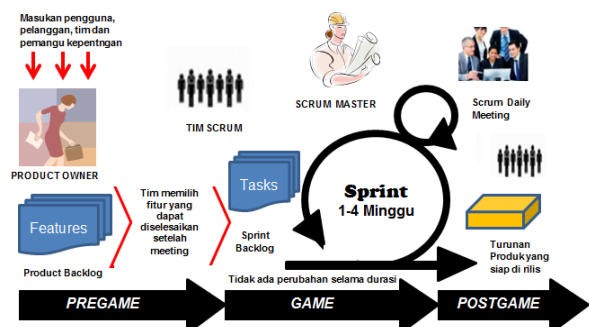 Masukan pengguna,
pelanggan, tim dan
pemangu kepentngan
PRODUCT OWNER
Features
Product Backlog
Tim memilih
fitur yang
dapat
diselesaikan
setelah
meeting
TIM SCRUM
Tasks
Sprint
Backlog
SCRUM MASTER
Sprint
1-4 Minggu
Scrum Daily
Meeting
Turunan
Produk yang
siap di rilis
Tidak ada perubahan selama durasi
PREGAME
GAME
POSTGAME